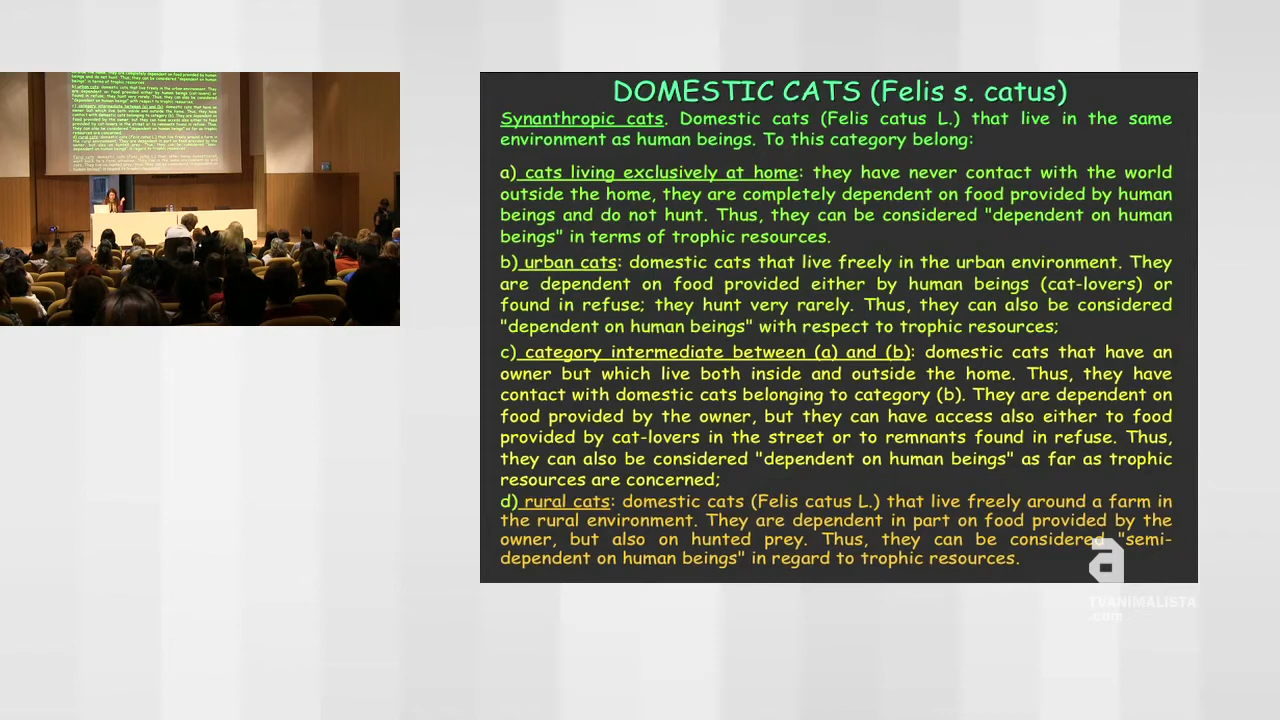 DOMESTIC CATS (Felis s. catus)
Synanthropic cats. Domestic cats (Felis catus L.) that live in the same
environment as human beings. To this category belong:
a) cats living exclusively at home: they have never contact with the world
outside the home, they are completely dependent on food provided by human
beings and do not hunt. Thus, they can be considered "dependent on human
beings" in terms of trophic resources.
b) urban cats: domestic cats that live freely in the urban environment. They
are dependent on food provided either by human beings (cat-lovers) or
found in refuse; they hunt very rarely. Thus, they can also be considered
"dependent on human beings" with respect to trophic resources;
c) category intermediate between (a) and (b): domestic cats that have an
owner but which live both inside and outside the home. Thus, they have
contact with domestic cats belonging to category (b). They are dependent on
food provided by the owner, but they can have access also either to food
provided by cat-lovers in the street or to remnants found in refuse. Thus,
they can also be considered "dependent on human beings" as far as trophic
resources are concerned;
d) rural cats: domestic cats (Felis catus L.) that live freely around a farm in
the rural environment. They are dependent in part on food provided by the
owner, but also on hunted prey. Thus, they can be considered "semi-
dependent on human beings" in regard to trophic resources.
a
TVANIMALISTA
.com